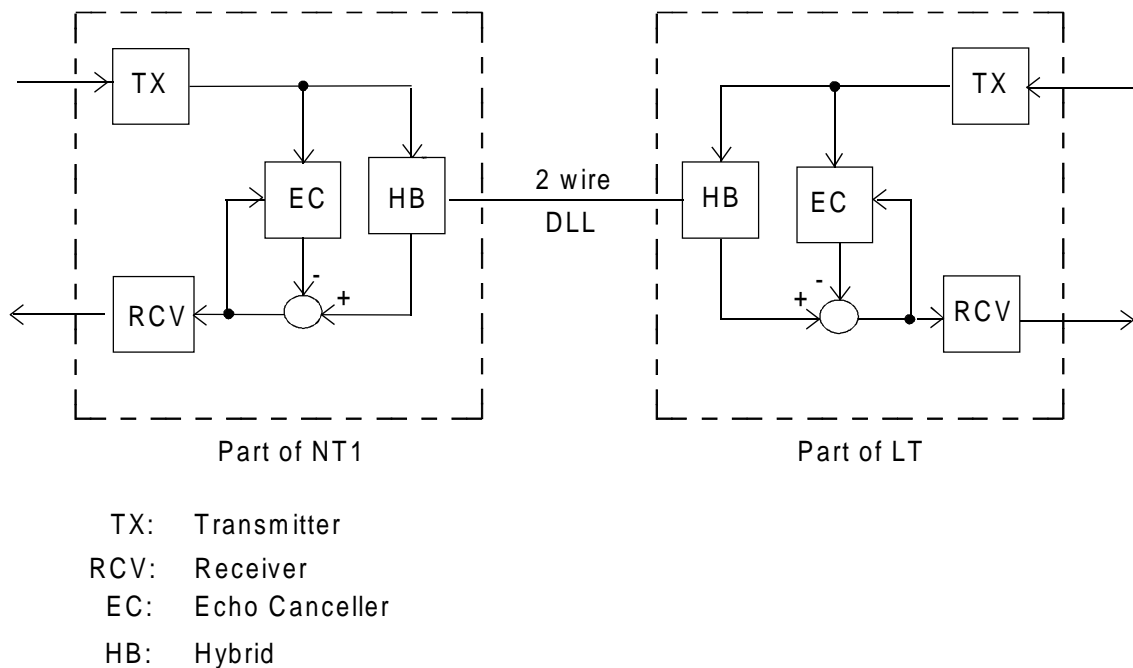 TX
TX
EC
HB
2 wire
DLL
HB
EC
-
+
-
+
RCV
RCV
Part of NT1
Part of LT
TX: Transmitter
RCV: Receiver
EC: Echo Canceller
HB: Hybrid